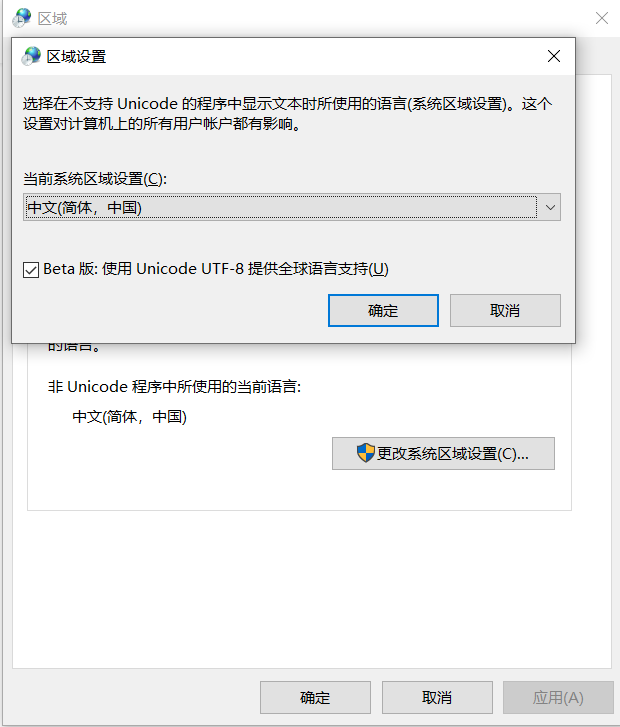 区域
区域设置
选择在不支持 Unicode 的程序中显示文本时所使用的语言(系统区域设置)。这个
设置对计算机上的所有用户帐户都有影响。
当前系统区域设置(C):
中文(简体，中国)
Beta 版: 使用 Unicode UTF-8 提供全球语言支持(U)
确定
取消
的语言。
非 Unicode 程序中所使用的当前语言:
中文(简体，中国)
更改系统区域设置(C)...
确定
取消
应用(A)